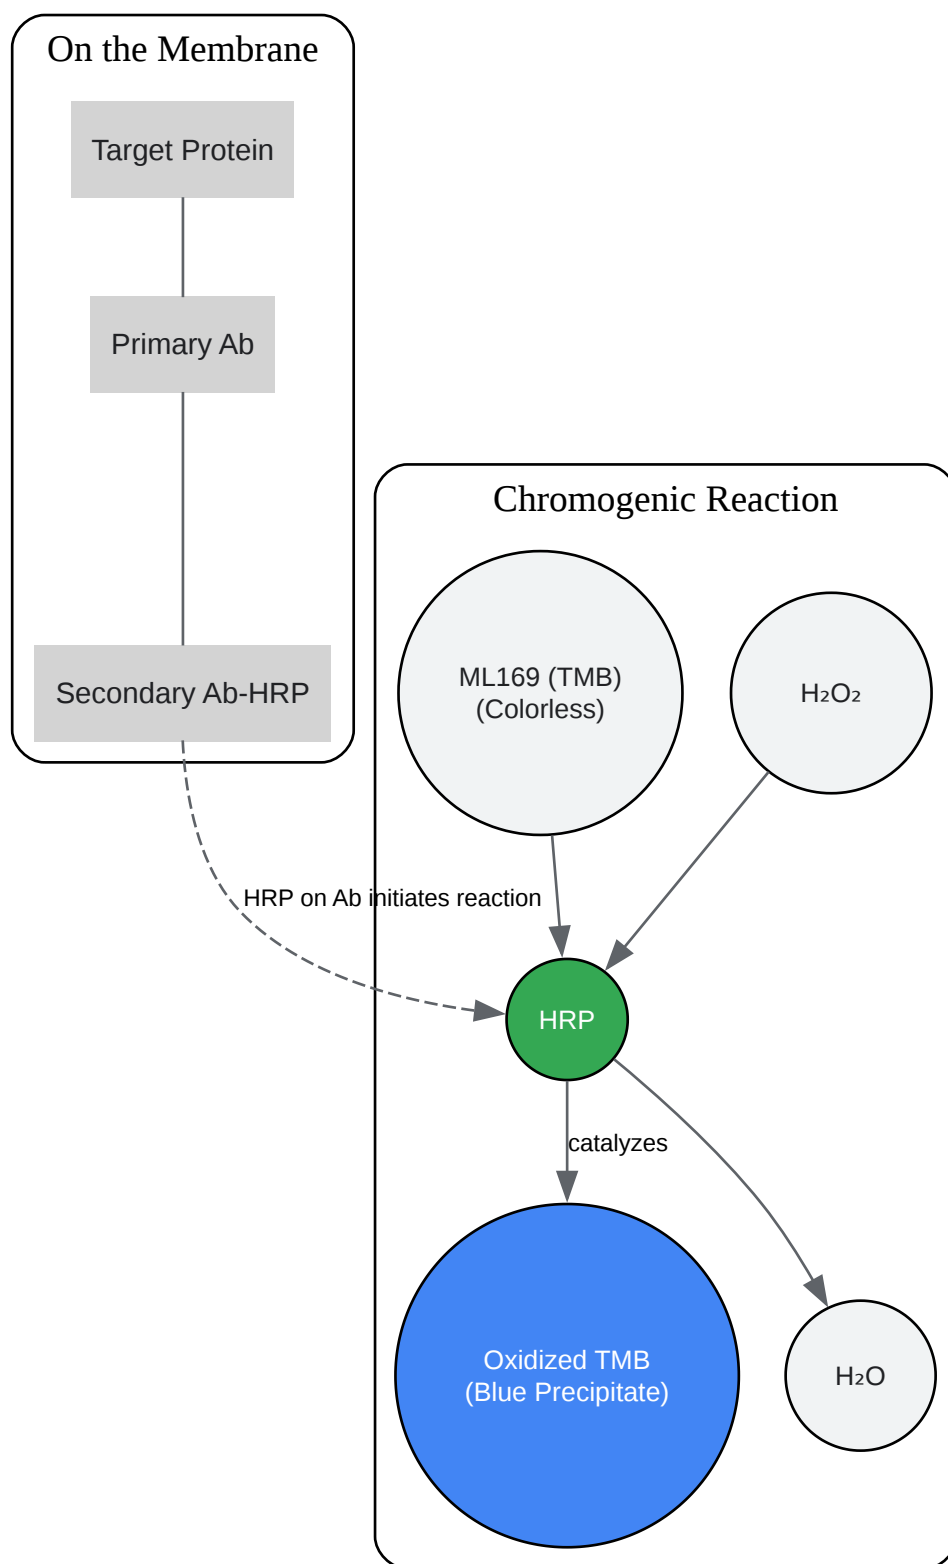 On the Membrane
Target Protein
Primary Ab
Secondary Ab-HRP
Chromogenic Reaction
ML169 (TMB)
(Colorless)
H₂O₂
HRP on Ab initiates reaction
HRP
catalyzes
Oxidized TMB
(Blue Precipitate)
H₂O